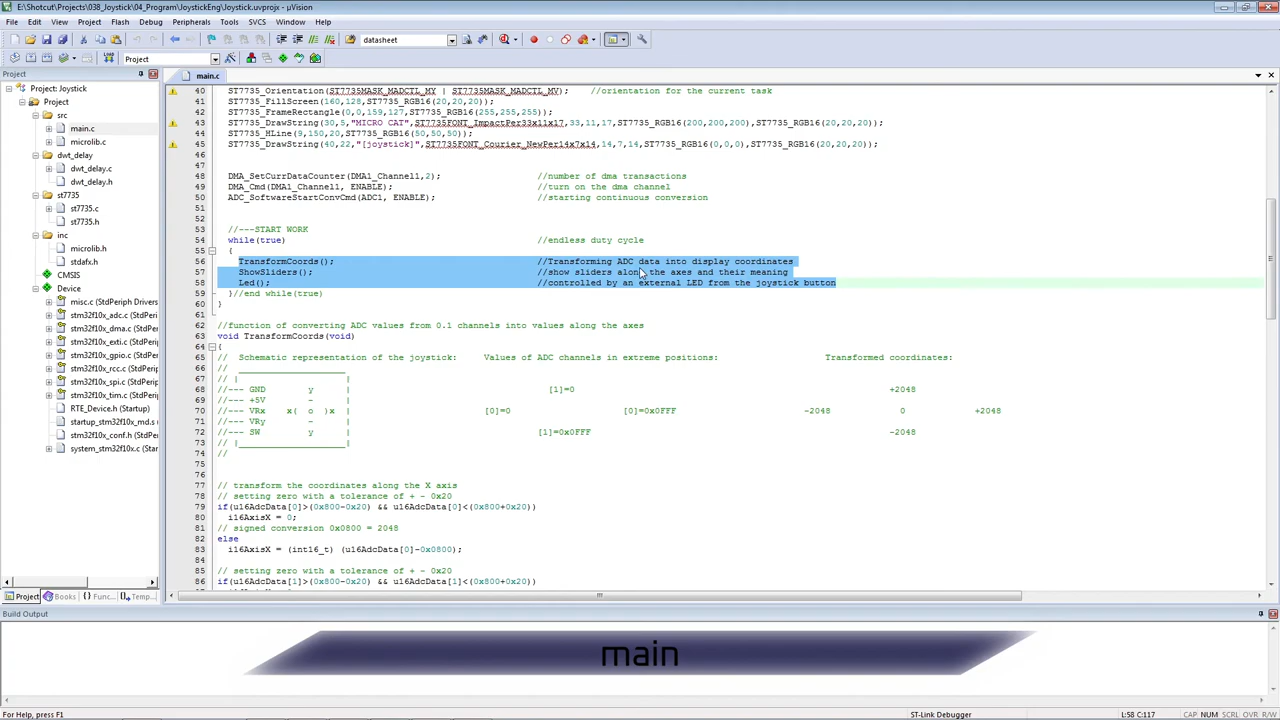 E:\Shotcut\Projects\038_Joystick\04_Program\JoystickEng\Joystick.uvprojx - µVision
File Edit View Project Flash Debug Peripherals Tools SVCS Window Help
datasheet
Project
Project
main.c
Project: Joystick
Project
src
main.c
microlib.c
dwt_delay
dwt_delay.c
dwt_delay.h
st7735
st7735.c
st7735.h
inc
microlib.h
stdafx.h
CMSIS
Device
misc.c (StdPeriph Drivers
stm32f10x_adc.c (StdPeri
stm32f10x_dma.c (StdPer
stm32f10x_exti.c (StdPeri
stm32f10x_gpio.c (StdPer
stm32f10x_rcc.c (StdPeri
stm32f10x_spi.c (StdPeri
stm32f10x_tim.c (StdPeri
RTE_Device.h (Startup)
startup_stm32f10x_md.s
stm32f10x_conf.h (Startu
system_stm32f10x.c (Sta
40 ST7735_Orientation(ST7735MASK_MADCTL_MY | ST7735MASK_MADCTL_MV); //orientation for the current task
41 ST7735_FillScreen(160,128,ST7735_RGB16(20,20,20));
42 ST7735_FrameRectangle(0,0,159,127,ST7735_RGB16(255,255,255));
43 ST7735_DrawString(30,5,"MICRO CAT",ST7735FONT_ImpactPer33x11x17,33,11,17,ST7735_RGB16(200,200,200),ST7735_RGB16(20,20,20));
44 ST7735_HLine(9,150,20,ST7735_RGB16(50,50,50));
45 ST7735_DrawString(40,22,"[joystick]",ST7735FONT_Courier_NewPer14x7x14,14,7,14,ST7735_RGB16(0,0,0),ST7735_RGB16(20,20,20));
46
47
48 DMA_SetCurrDataCounter(DMA1_Channel1,2); //number of dma transactions
49 DMA_Cmd(DMA1_Channel1, ENABLE); //turn on the dma channel
50 ADC_SoftwareStartConvCmd(ADC1, ENABLE); //starting continuous conversion
51
52
53 //---START WORK
54 while(true) //endless duty cycle
55 {
56 TransformCoords(); //Transforming ADC data into display coordinates
57 ShowSliders(); //show sliders along the axes and their meaning
58 Led(); //controlled by an external LED from the joystick button
59 }//end while(true)
60 }
61
62 //function of converting ADC values from 0.1 channels into values along the axes
63 void TransformCoords(void)
64 {
65 // Schematic representation of the joystick: Values of ADC channels in extreme positions: Transformed coordinates:
66 // ____________________
67 // | |
68 //--- GND y | [1]=0 +2048
69 //--- +5V - |
70 //--- VRx x( o )x | [0]=0 [0]=0x0FFF -2048 0 +2048
71 //--- VRy - |
72 //--- SW y | [1]=0x0FFF -2048
73 // |____________________|
74 //
75
76
77 // transform the coordinates along the X axis
78 // setting zero with a tolerance of + - 0x20
79 if(u16AdcData[0]>(0x800-0x20) && u16AdcData[0]<(0x800+0x20))
80 i16AxisX = 0;
81 // signed conversion 0x0800 = 2048
82 else
83 i16AxisX = (int16_t) (u16AdcData[0]-0x0800);
84
85 // setting zero with a tolerance of + - 0x20
86 if(u16AdcData[1]>(0x800-0x20) && u16AdcData[1]<(0x800+0x20))
Project Books Func... Temp...
Build Output
main
For Help, press F1 ST-Link Debugger L:58 C:117 CAP NUM SCRL OVR R/W